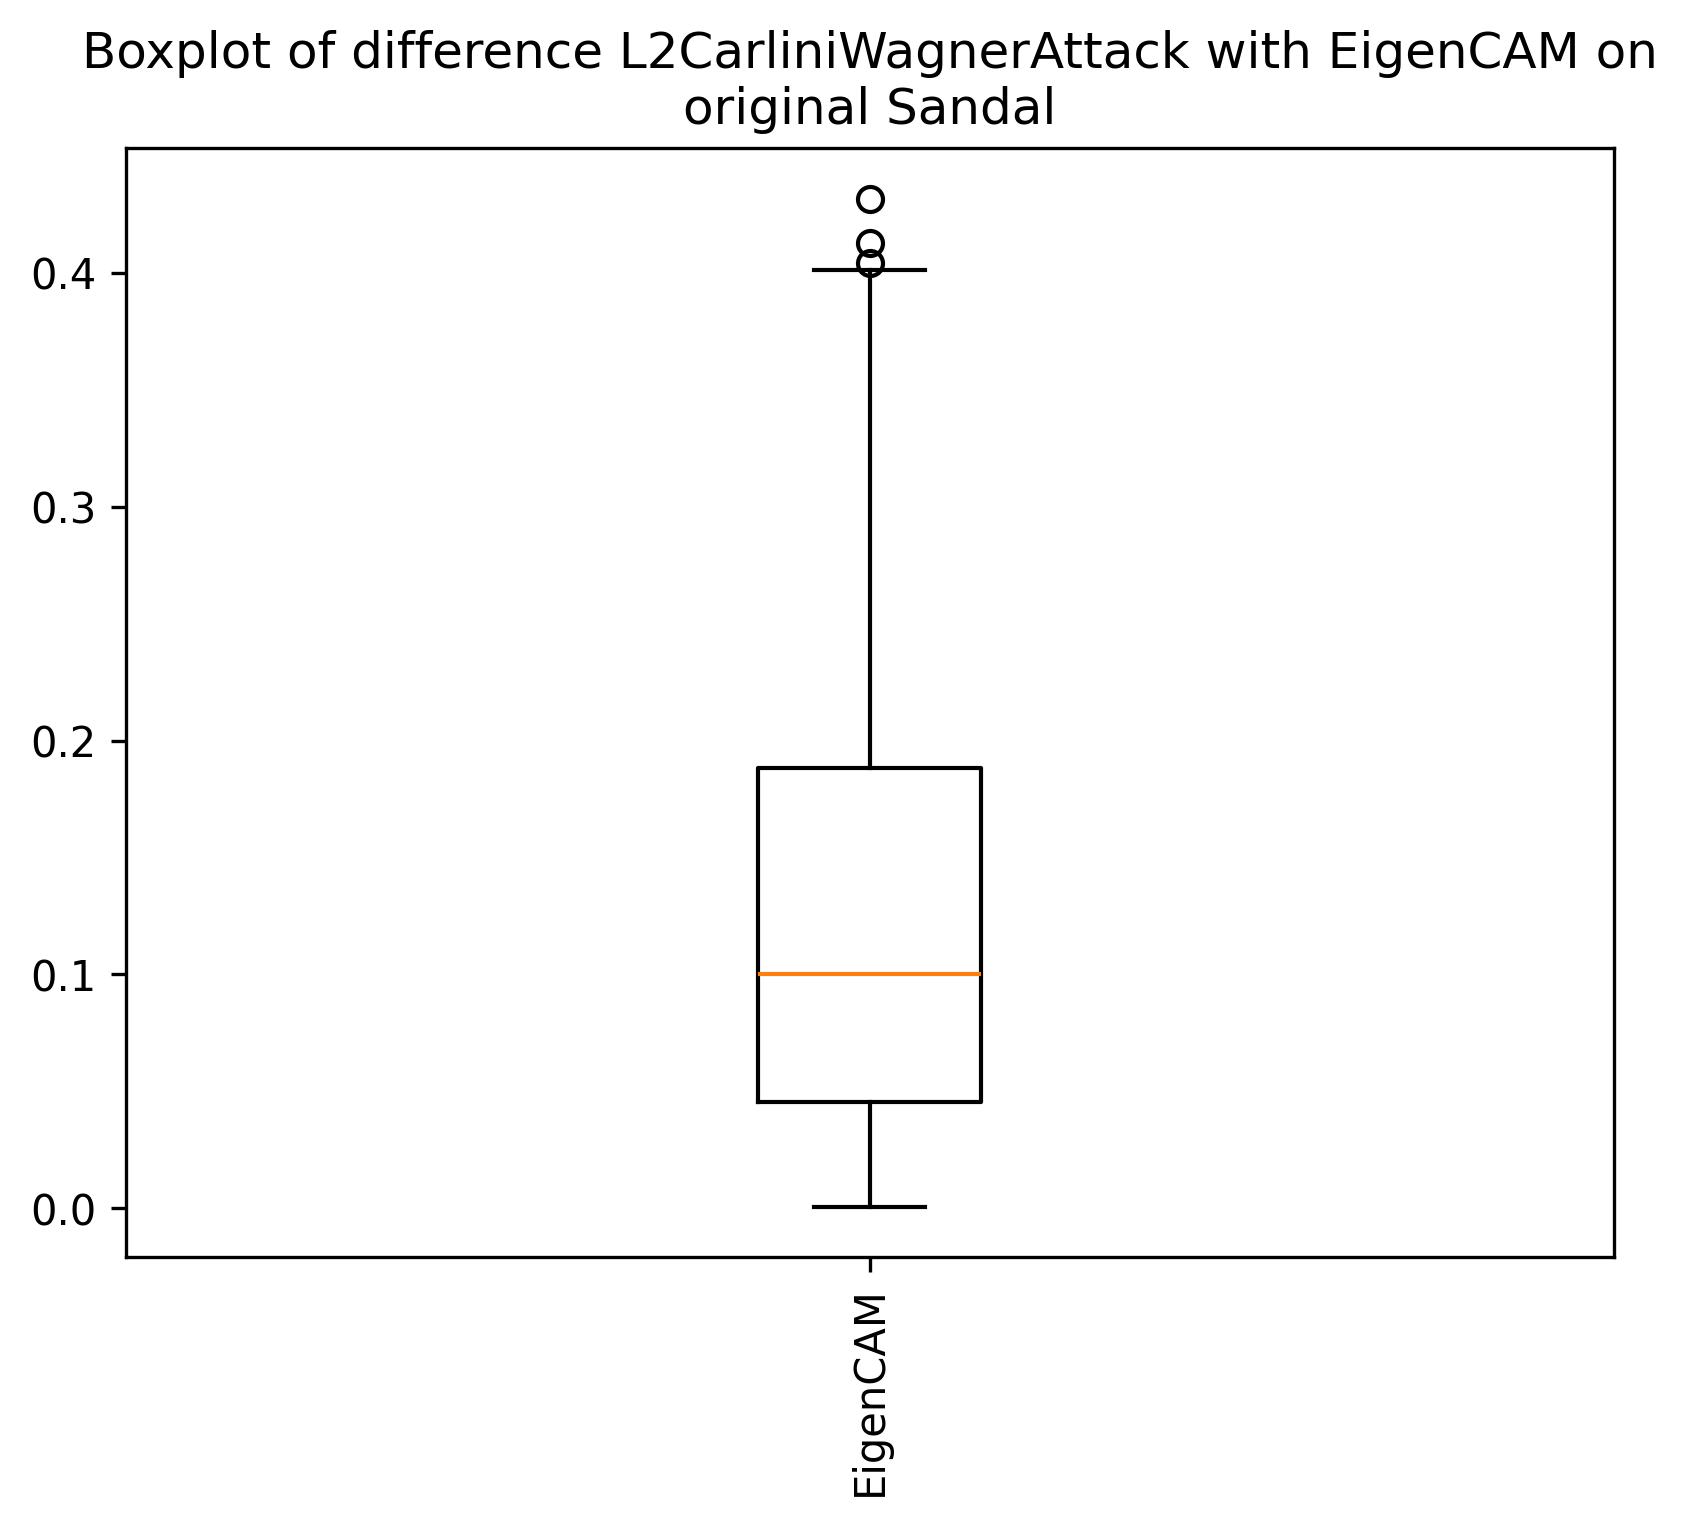 Boxplot of difference L2CarliniWagnerAttack with EigenCAM on
original Sandal
0.4
0.3
0.2
0.1
0.0
EigenCAM